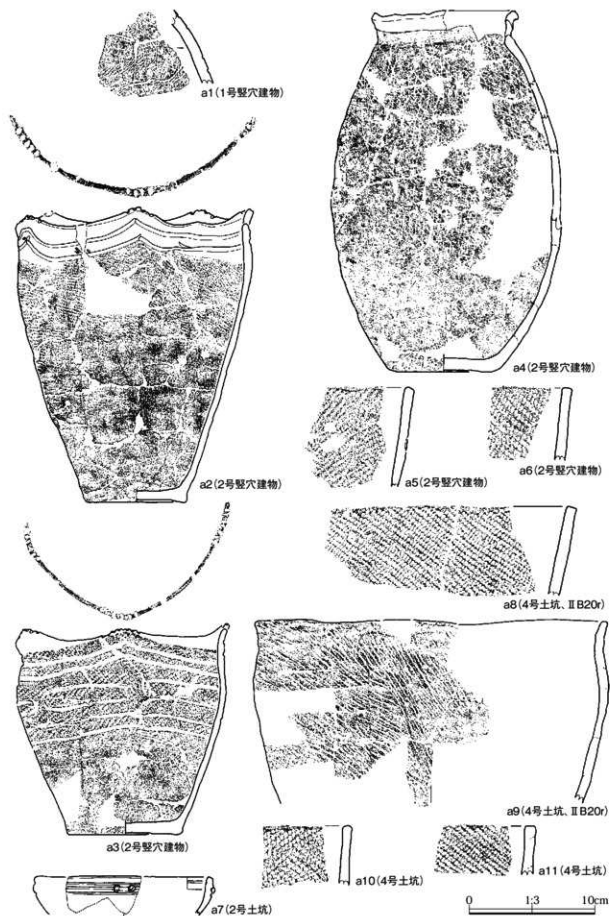 a1(1号竪穴建物)
a4(2号竪穴建物)
a2(2号竪穴建物)
a5(2号竪穴建物)
a6(2号竪穴建物)
a8(4号土坑、ⅡB20r)
a3(2号竪穴建物)
a9(4号土坑、ⅡB20r)
a10(4号土坑)
a11(4号土坑)
a7(2号土坑)
0 1:3 10cm